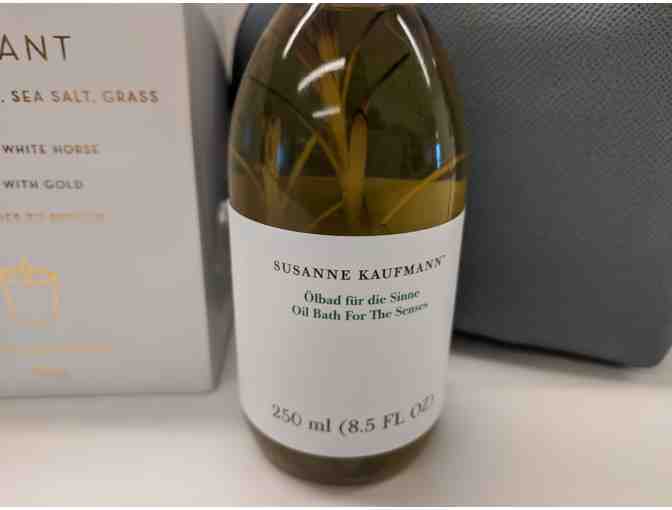 ANT
SEA SALT, GRASS
WHITE HORSE
WITH GOLD
SUSANNE KAUFMANN™
Ölbad für die Sinne
Oil Bath For The Senses
250 ml (8.5 FL OZ)